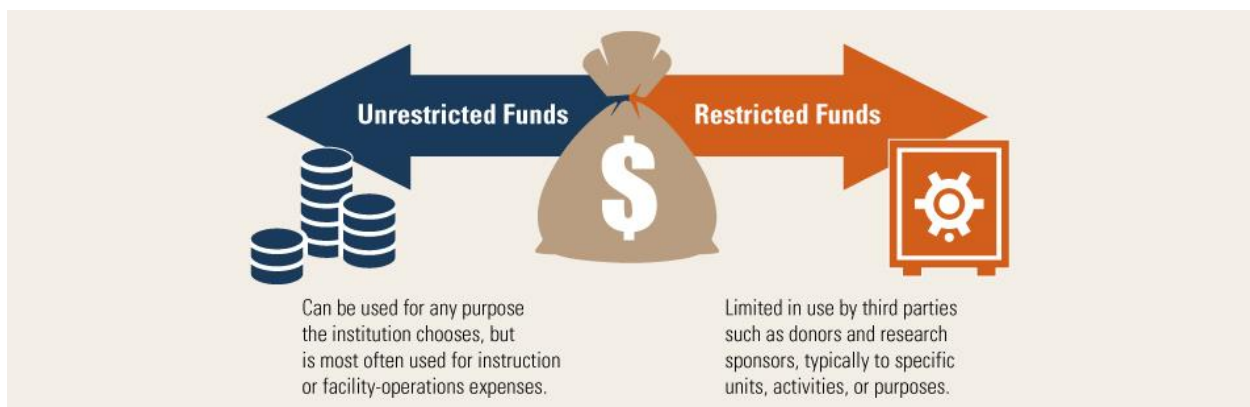 Unrestricted Funds
Restricted Funds
$
Can be used for any purpose
the institution chooses, but
is most often used for instruction
or facility-operations expenses.
Limited in use by third parties
such as donors and research
sponsors, typically to specific
units, activities, or purposes.